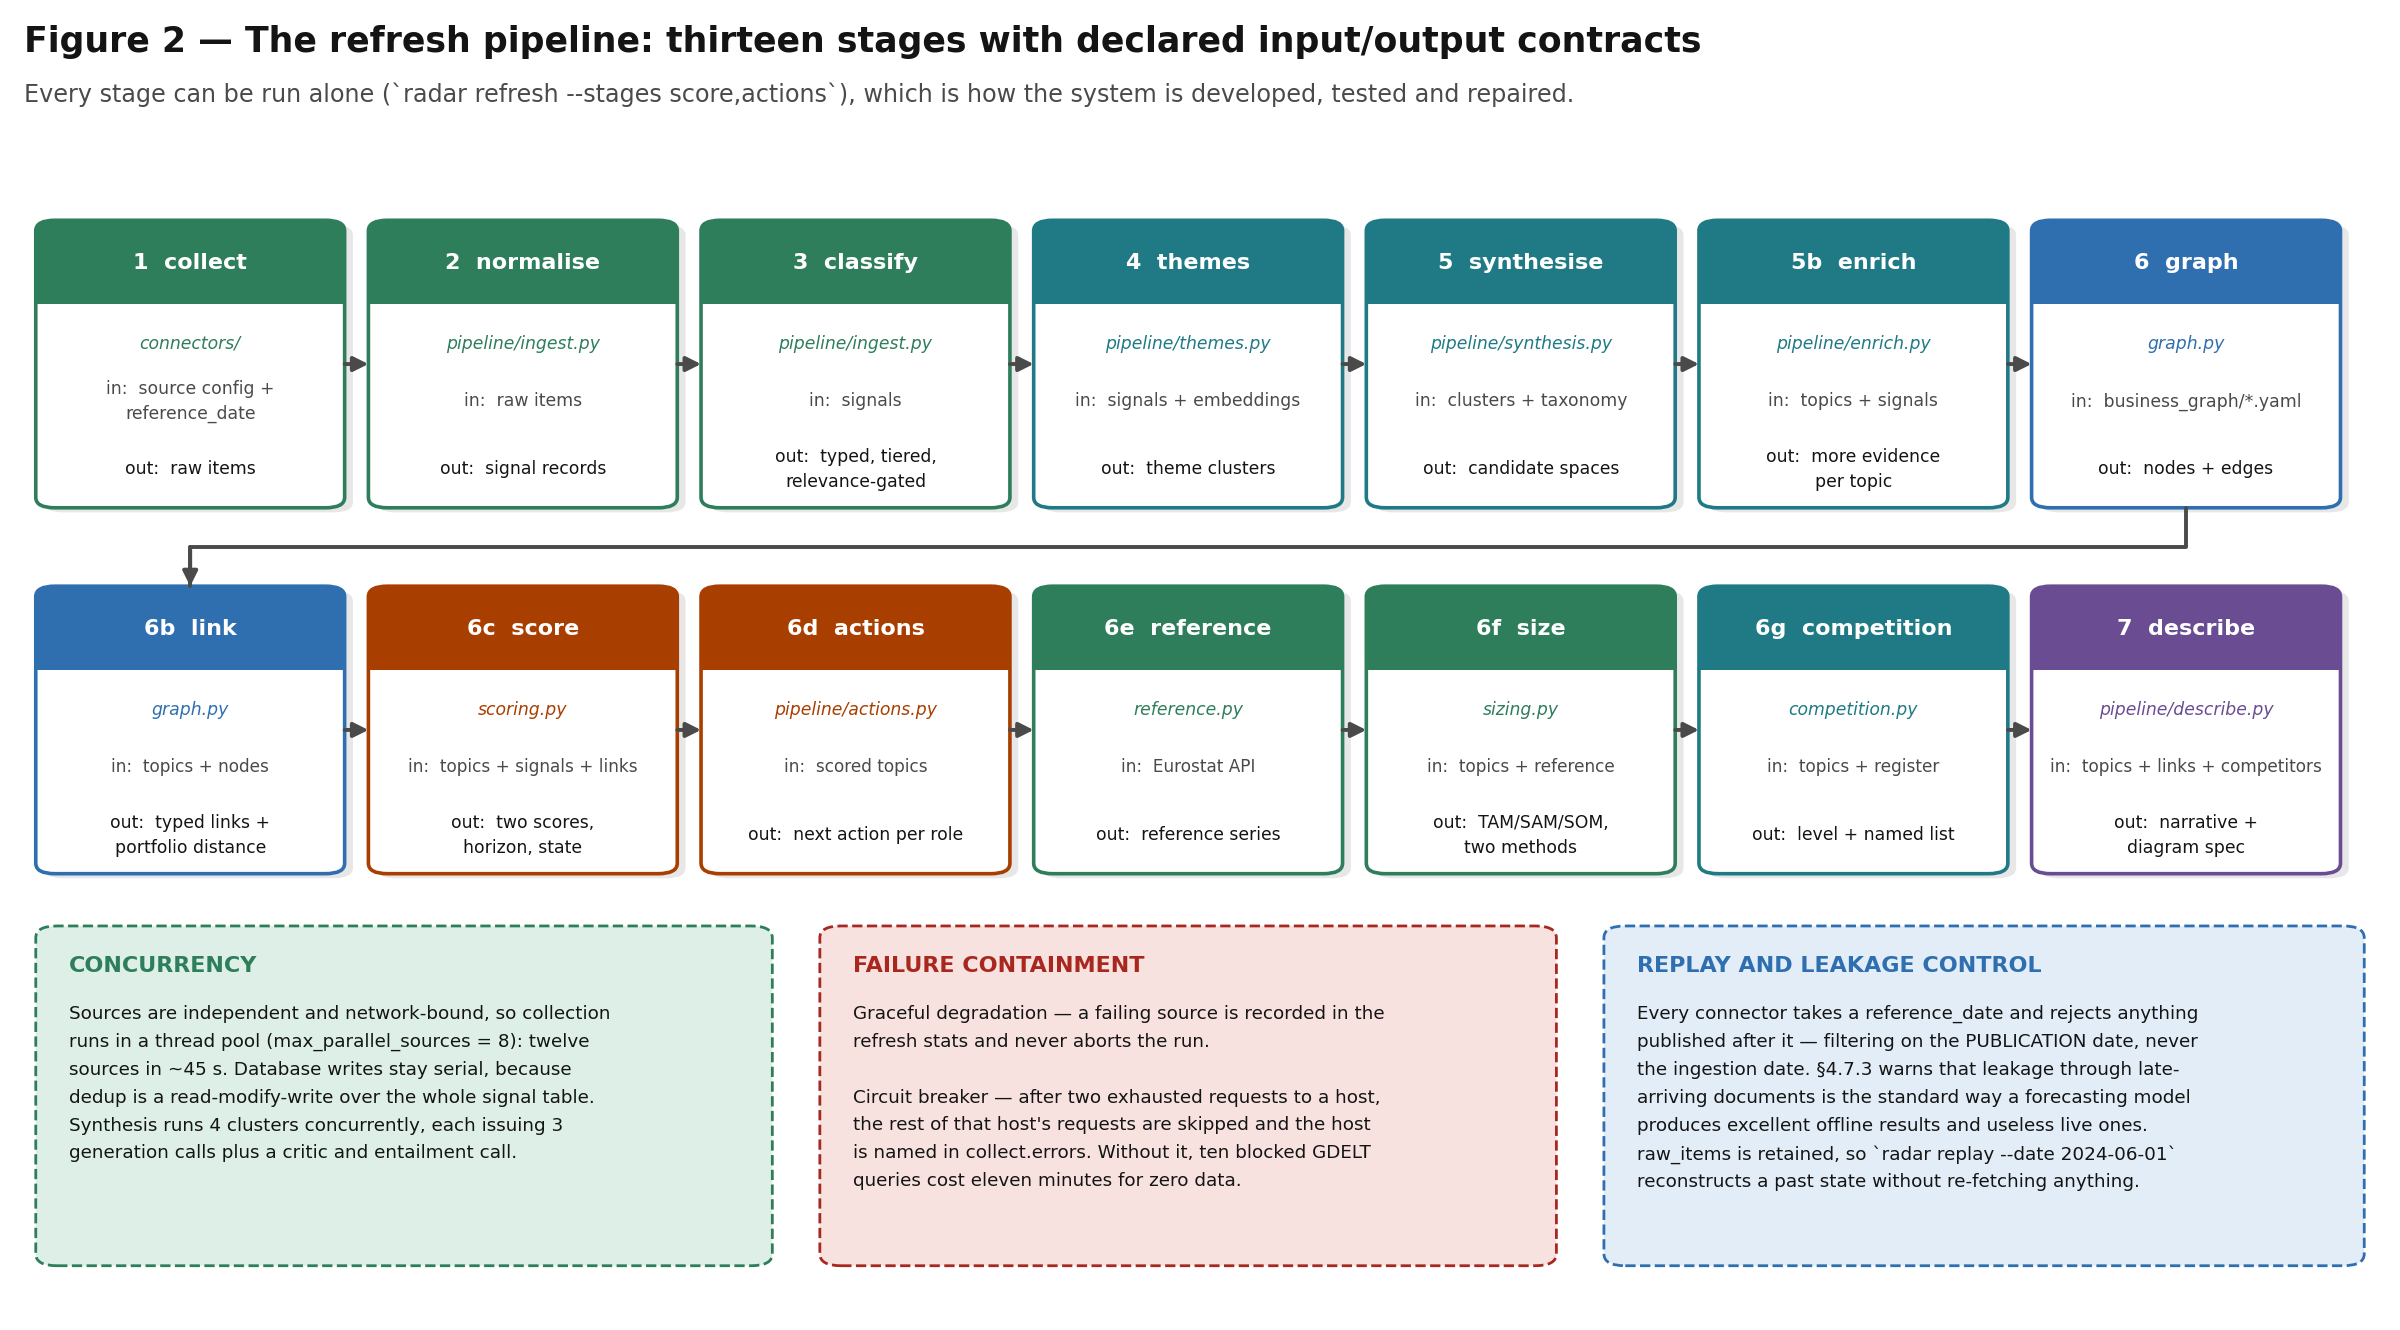 Figure 2 — The refresh pipeline: thirteen stages with declared input/output contracts
Every stage can be run alone (`radar refresh --stages score,actions`), which is how the system is developed, tested and repaired.
1 collect
connectors/
in: source config +
reference_date
out: raw items
2 normalise
pipeline/ingest.py
in: raw items
out: signal records
3 classify
pipeline/ingest.py
in: signals
out: typed, tiered,
relevance-gated
4 themes
pipeline/themes.py
in: signals + embeddings
out: theme clusters
5 synthesise
pipeline/synthesis.py
in: clusters + taxonomy
out: candidate spaces
5b enrich
pipeline/enrich.py
in: topics + signals
out: more evidence
per topic
6 graph
graph.py
in: business_graph/*.yaml
out: nodes + edges
6b link
graph.py
in: topics + nodes
out: typed links +
portfolio distance
6c score
scoring.py
in: topics + signals + links
out: two scores,
horizon, state
6d actions
pipeline/actions.py
in: scored topics
out: next action per role
6e reference
reference.py
in: Eurostat API
out: reference series
6f size
sizing.py
in: topics + reference
out: TAM/SAM/SOM,
two methods
6g competition
competition.py
in: topics + register
out: level + named list
7 describe
pipeline/describe.py
in: topics + links + competitors
out: narrative +
diagram spec
CONCURRENCY
Sources are independent and network-bound, so collection
runs in a thread pool (max_parallel_sources = 8): twelve
sources in ~45 s. Database writes stay serial, because
dedup is a read-modify-write over the whole signal table.
Synthesis runs 4 clusters concurrently, each issuing 3
generation calls plus a critic and entailment call.
FAILURE CONTAINMENT
Graceful degradation — a failing source is recorded in the
refresh stats and never aborts the run.
Circuit breaker — after two exhausted requests to a host,
the rest of that host's requests are skipped and the host
is named in collect.errors. Without it, ten blocked GDELT
queries cost eleven minutes for zero data.
REPLAY AND LEAKAGE CONTROL
Every connector takes a reference_date and rejects anything
published after it — filtering on the PUBLICATION date, never
the ingestion date. §4.7.3 warns that leakage through late-
arriving documents is the standard way a forecasting model
produces excellent offline results and useless live ones.
raw_items is retained, so `radar replay --date 2024-06-01`
reconstructs a past state without re-fetching anything.